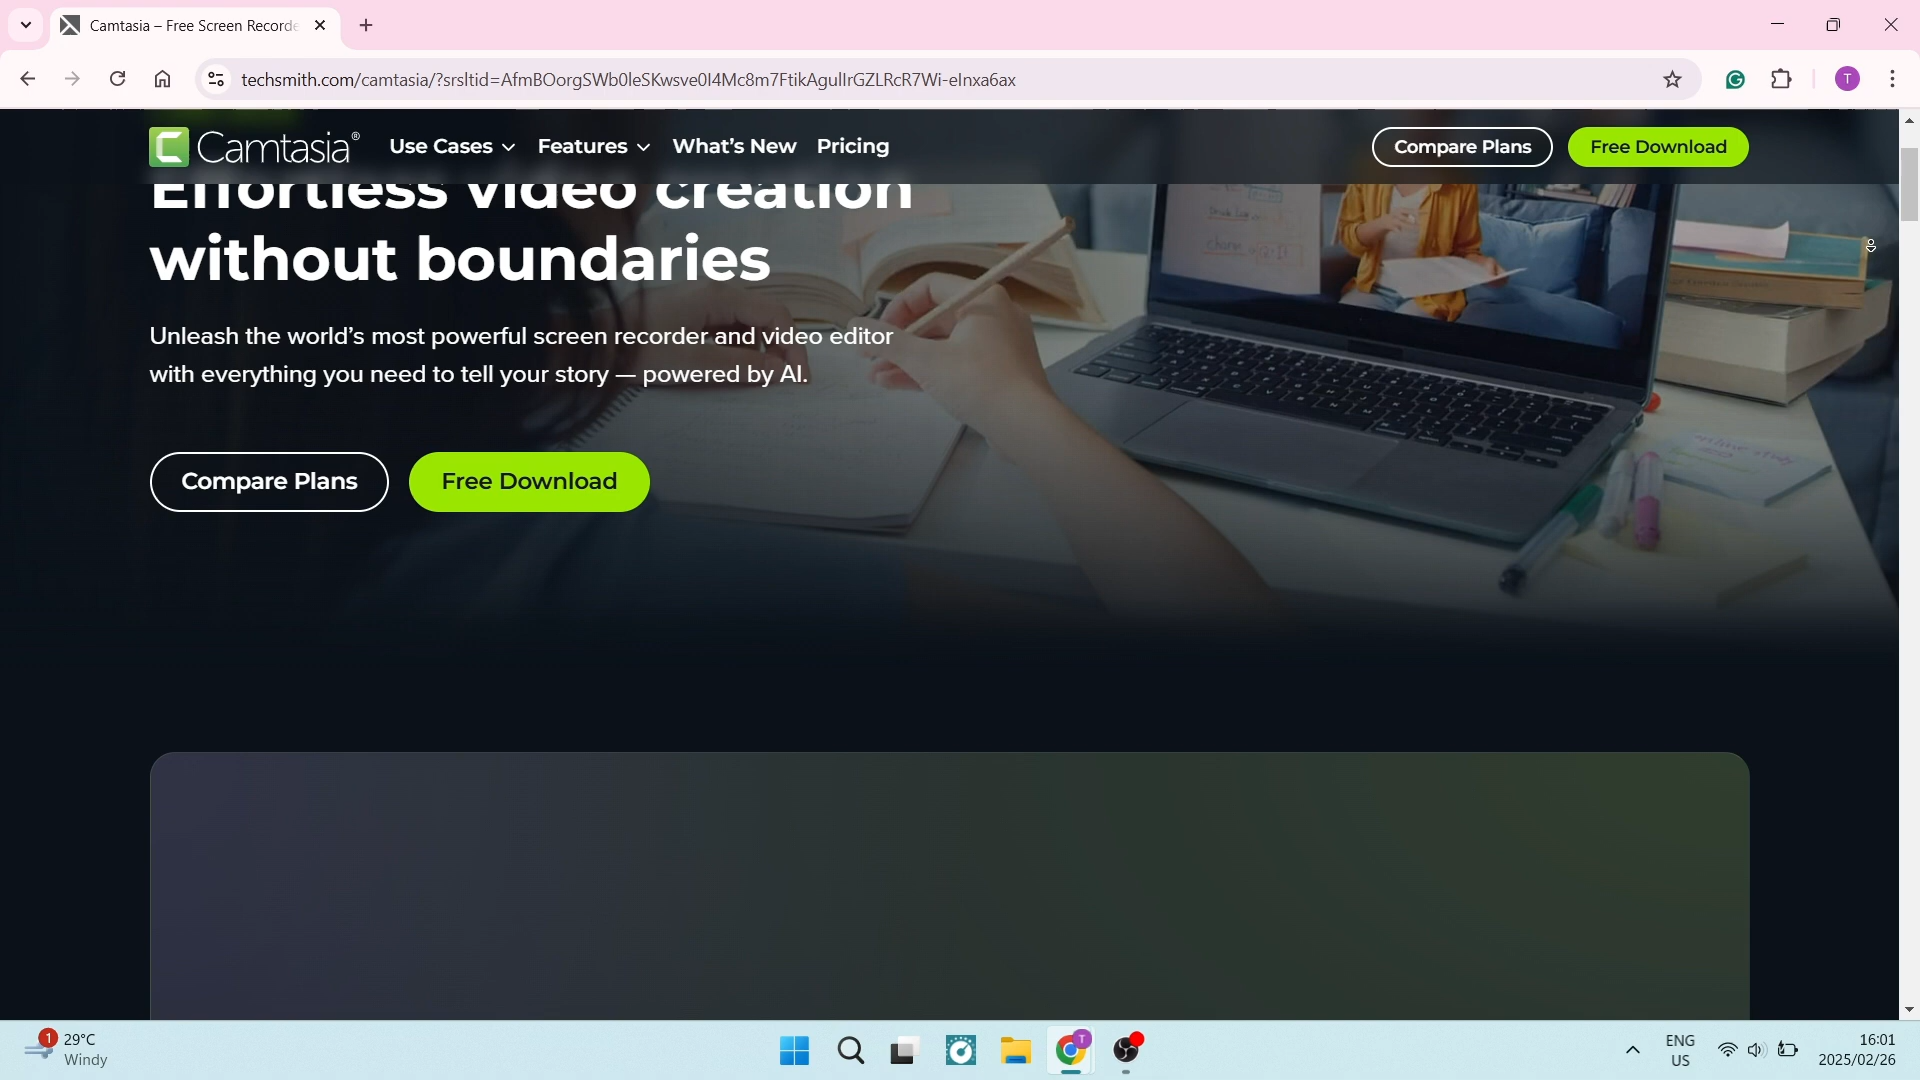 Camtasia – Free Screen Recorde
techsmith.com/camtasia/?srsltid=AfmBOorgSWb0leSKwsve0I4Mc8m7FtikAgulIrGZLRcR7Wi-eInxa6ax
T
Camtasia® Use Cases Features What's New Pricing Compare Plans Free Download
Effortless video creation
without boundaries
Unleash the world's most powerful screen recorder and video editor
with everything you need to tell your story — powered by AI.
Compare Plans Free Download
1
29°C
Windy
T
ENG
US
16:01
2025/02/26